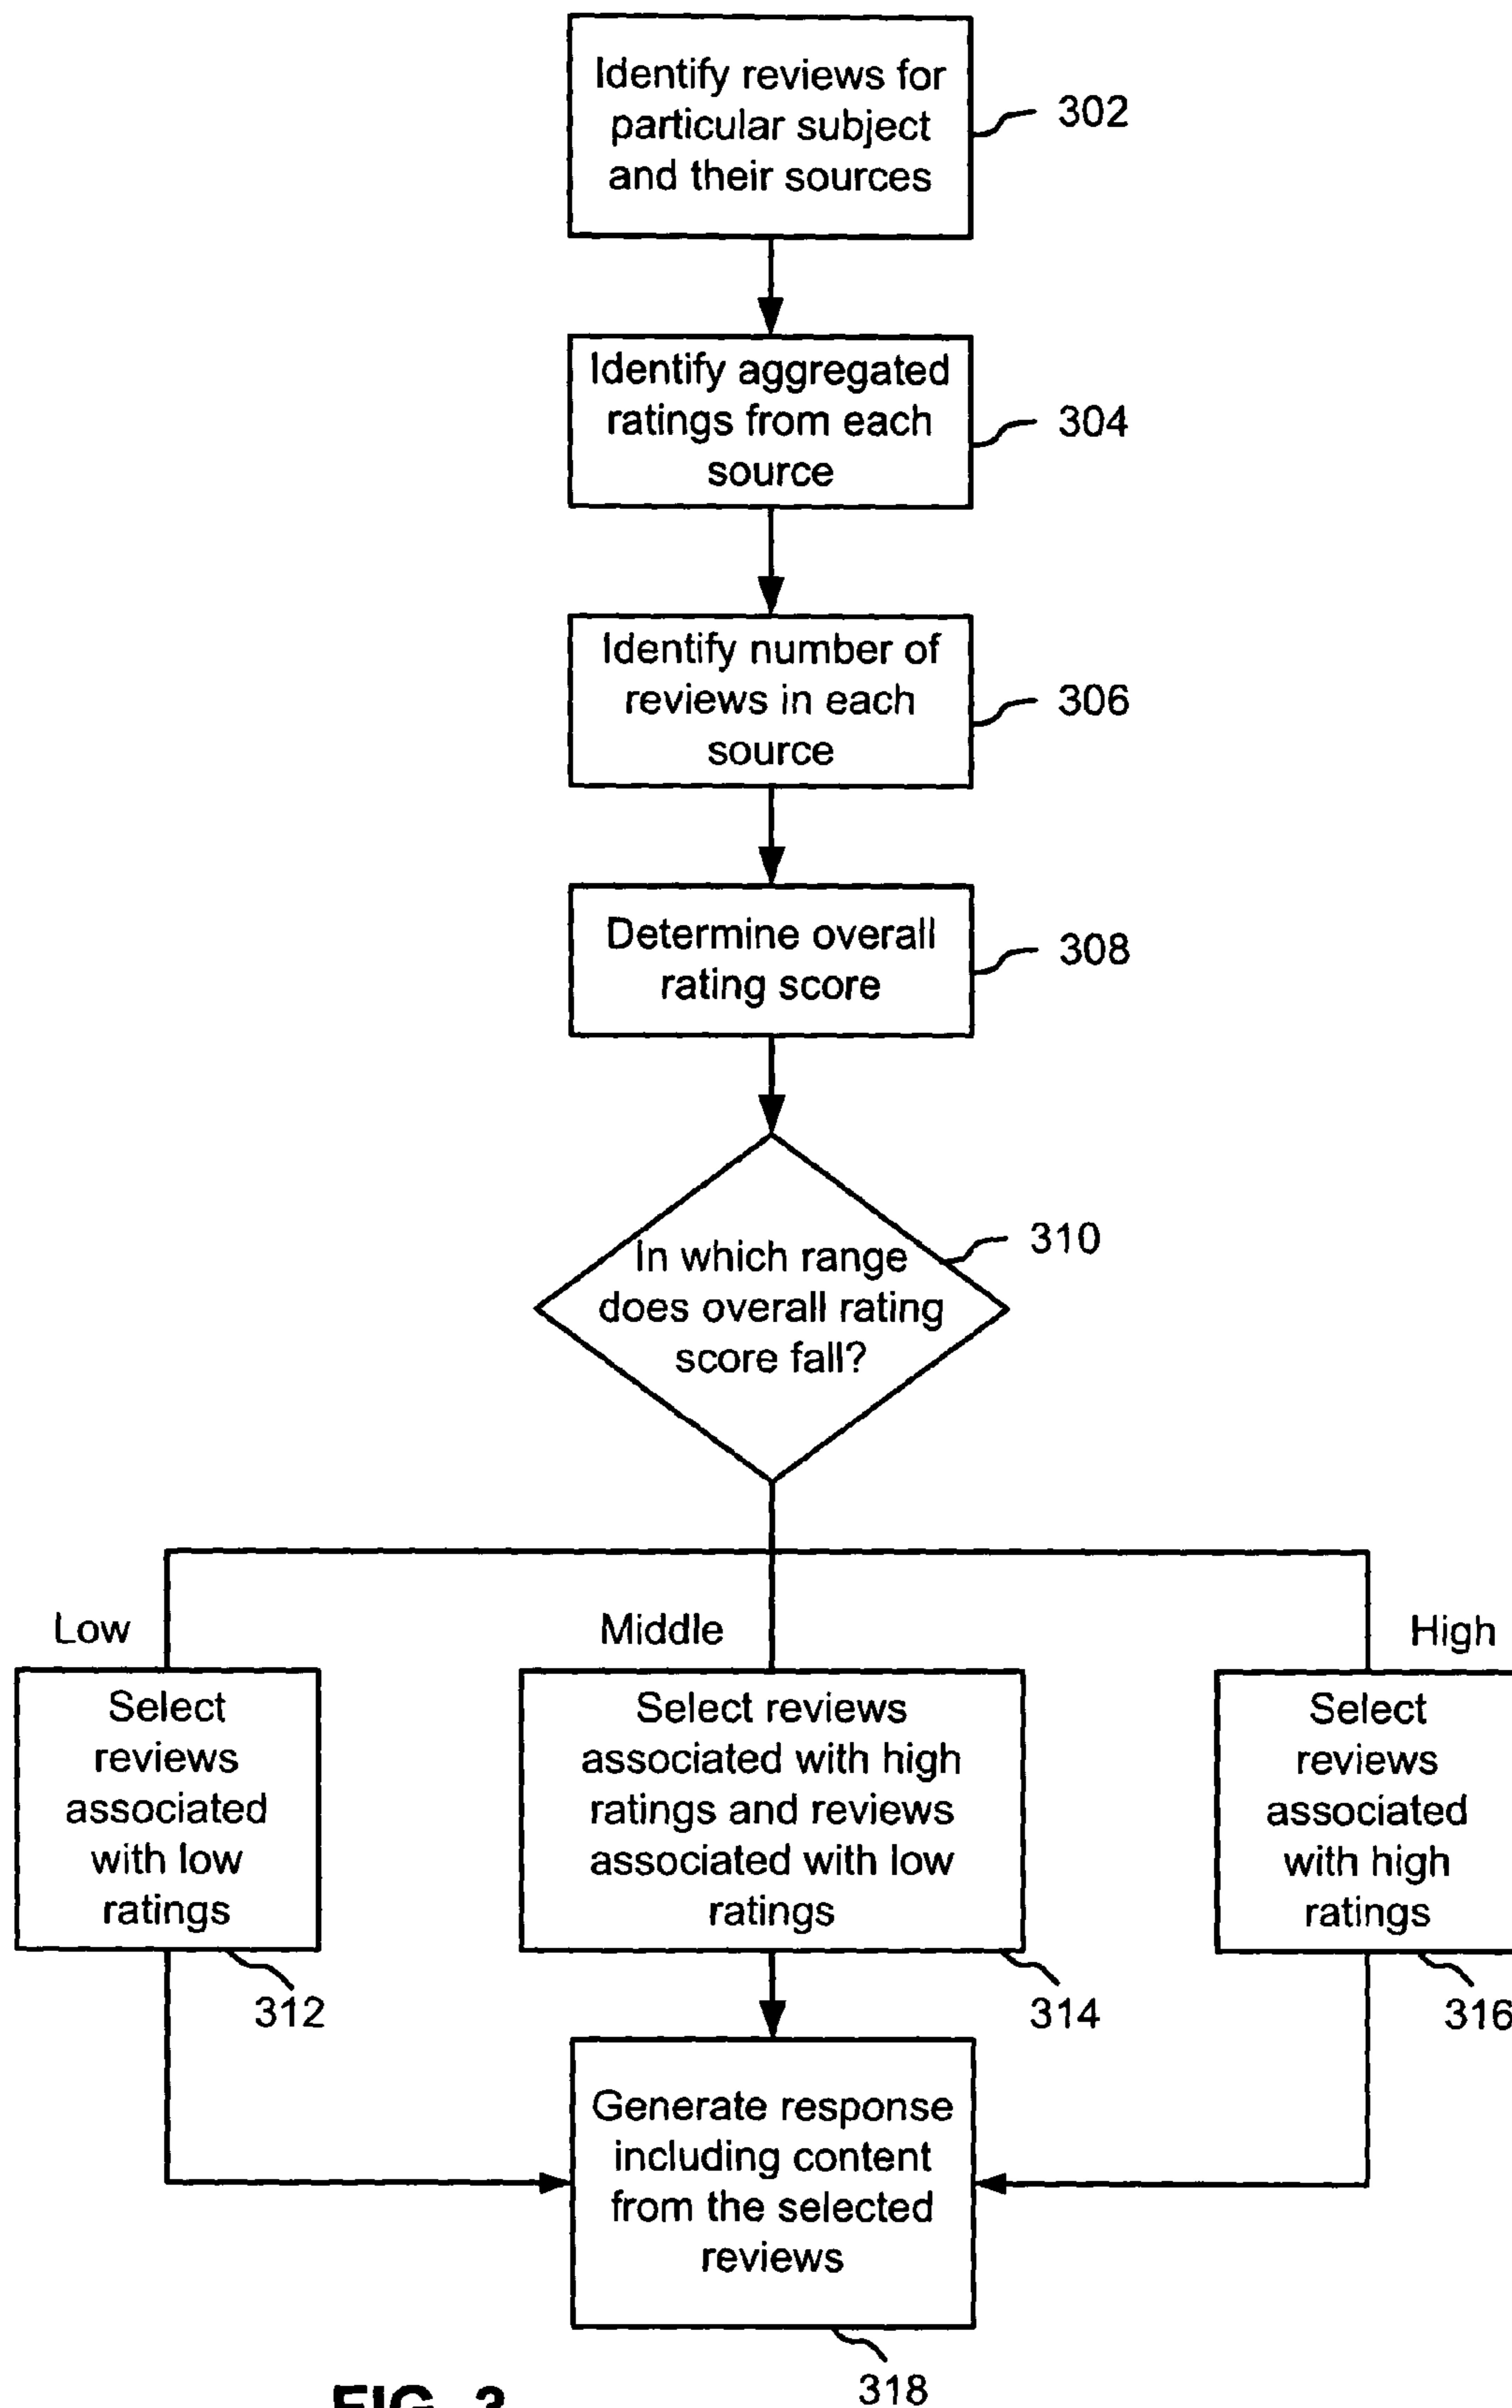 Identify reviews for
particular subject
and their sources
302
Identify aggregated
ratings from each
source
304
Identify number of
reviews in each
source
306
Determine overall
rating score
308
In which range
does overall rating
score fall?
310
Low
Middle
High
Select
reviews
associated
with low
ratings
312
Select reviews
associated with high
ratings and reviews
associated with low
ratings
314
Select
reviews
associated
with high
ratings
316
Generate response
including content
from the selected
reviews
318
FIG. 3